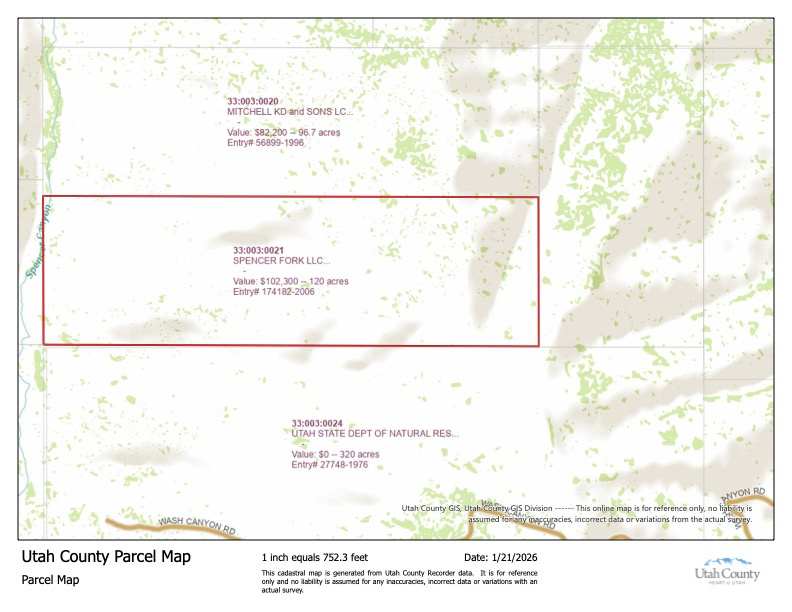 33:003:0020
MITCHELL KD and SONS LC...
-
Value: $82,200 -- 96.7 acres
Entry# 56899-1996
Spencer Canyon
33:003:0021
SPENCER FORK LLC...
-
Value: $102,300 -- 120 acres
Entry# 174182-2006
33:003:0024
UTAH STATE DEPT OF NATURAL RES...
-
Value: $0 -- 320 acres
Entry# 27748-1976
WASH CANYON RD
Utah County GIS, Utah County GIS Division ------ This online map is for reference only, no liability is
assumed for any inaccuracies, incorrect data or variations from the actual survey.
Utah County Parcel Map
Parcel Map
1 inch equals 752.3 feet
Date: 1/21/2026
This cadastral map is generated from Utah County Recorder data. It is for reference
only and no liability is assumed for any inaccuracies, incorrect data or variations with an
actual survey.
Utah County
HEART of UTAH